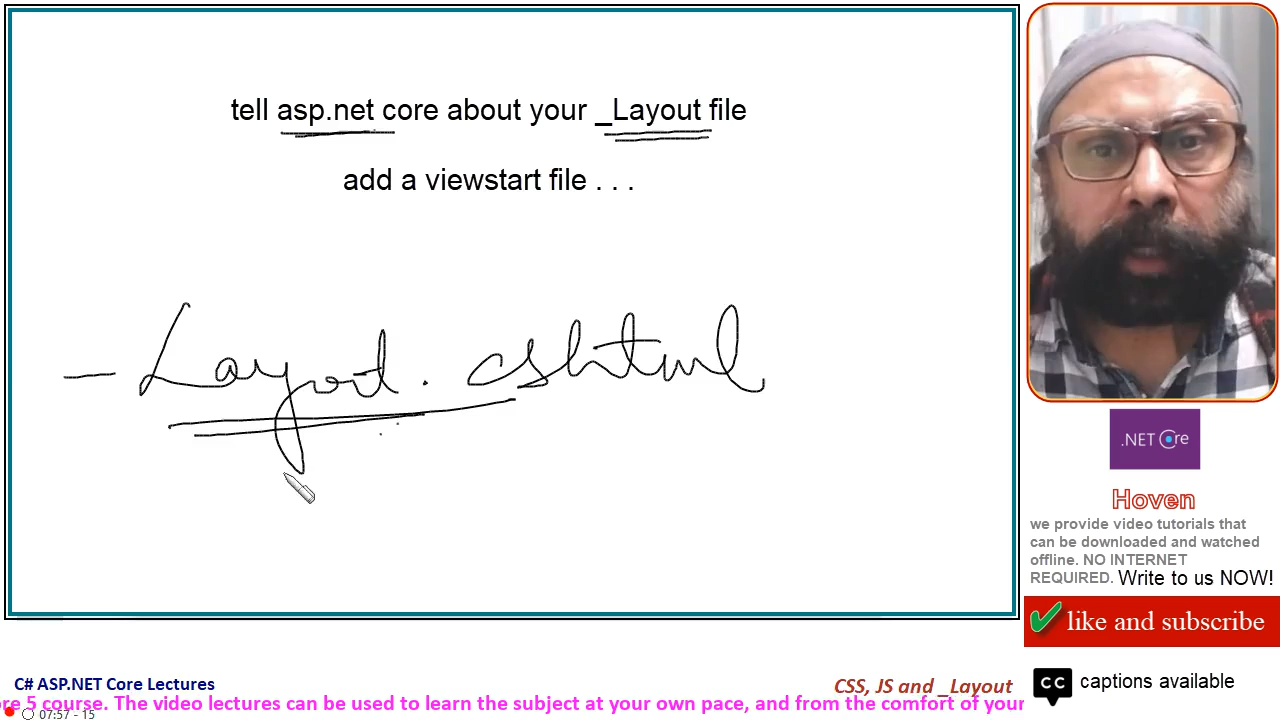 tell asp.net core about your _Layout file
add a viewstart file . . .
_Layout.cshtml
.NET Core
Hoven
we provide video tutorials that
can be downloaded and watched
offline. NO INTERNET
REQUIRED. Write to us NOW!
like and subscribe
C# ASP.NET Core Lectures
CSS, JS and _Layout
CC captions available
re 5 course. The video lectures can be used to learn the subject at your own pace, and from the comfort of your
07:57 - 15